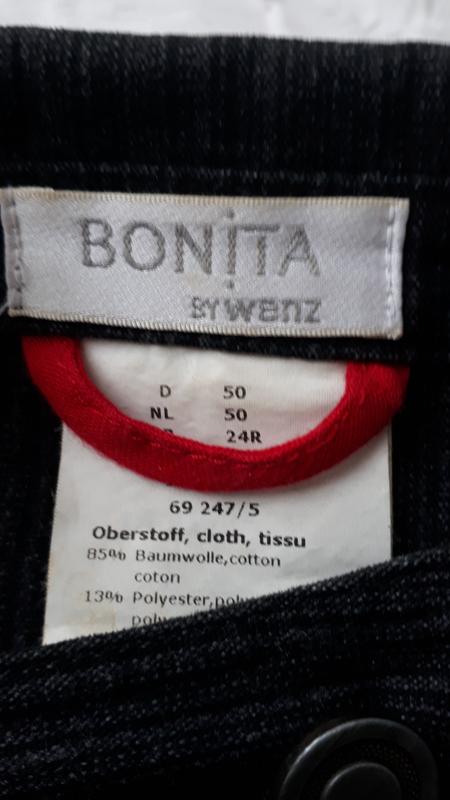 BONiTA
BY wenz
D 50
NL 50
24R
69 247/5
Oberstoff, cloth, tissu
85% Baumwolle,cotton
coton
13% Polyester,